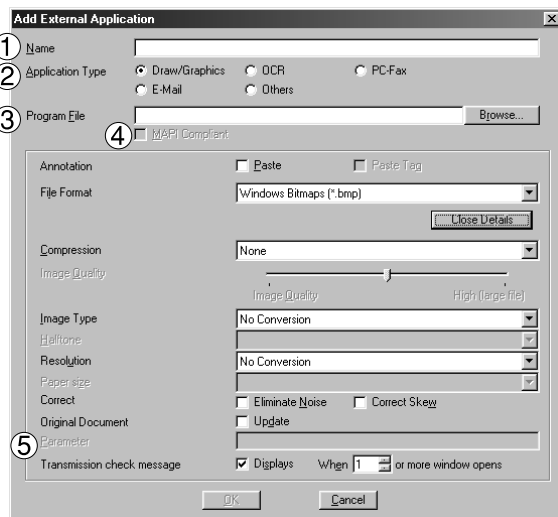 Add External Application
1 Name
2 Application Type Draw/Graphics OCR PC-Fax
E-Mail Others
3 Program File Browse...
4 MAPI Compliant
Annotation Paste Paste Tag
File Format Windows Bitmaps (*.bmp)
Close Details
Compression None
Image Quality
Image Quality High (large file)
Image Type No Conversion
Halftone
Resolution No Conversion
Paper size
Correct Eliminate Noise Correct Skew
Original Document Update
5 Parameter
Transmission check message Displays When 1 or more window opens
OK Cancel